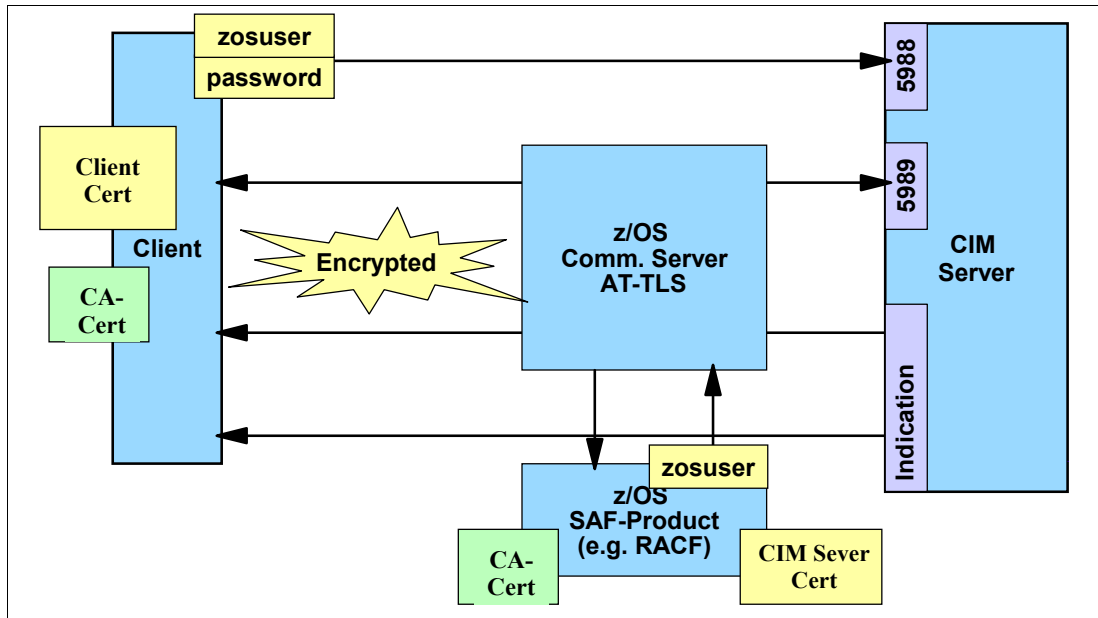 zosuser
password
5988
Client
Cert
5989
z/OS
Comm. Server
AT-TLS
CIM
Server
Client
Encrypted
CA-
Cert
Indication
zosuser
z/OS
SAF-Product
(e.g. RACF)
CA-
Cert
CIM Sever
Cert